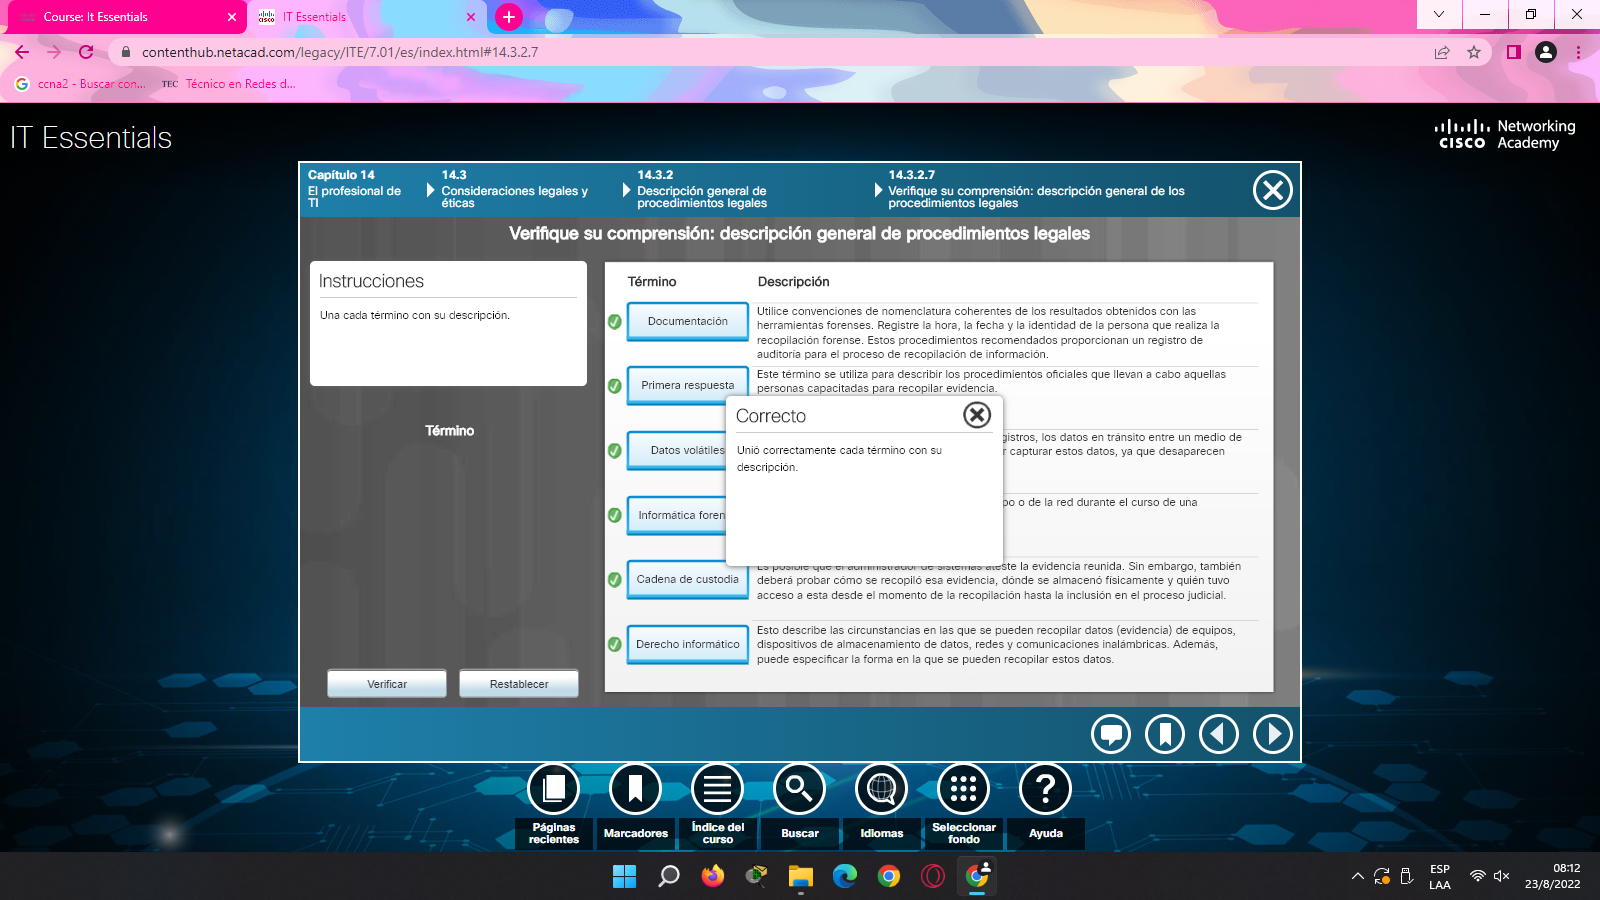 Course: It Essentials
IT Essentials
contenthub.netacad.com/legacy/ITE/7.01/es/index.html#14.3.2.7
ccna2 - Buscar con...
TEC Técnico en Redes d...
IT Essentials
CISCO Networking Academy
Capítulo 14
El profesional de
TI
14.3
Consideraciones legales y
éticas
14.3.2
Descripción general de
procedimientos legales
14.3.2.7
Verifique su comprensión: descripción general de los
procedimientos legales
Verifique su comprensión: descripción general de procedimientos legales
Instrucciones
Una cada término con su descripción.
Término
Verificar
Restablecer
Término
Descripción
Documentación
Utilice convenciones de nomenclatura coherentes de los resultados obtenidos con las
herramientas forenses. Registre la hora, la fecha y la identidad de la persona que realiza la
recopilación forense. Estos procedimientos recomendados proporcionan un registro de
auditoría para el proceso de recopilación de información.
Primera respuesta
Este término se utiliza para describir los procedimientos oficiales que llevan a cabo aquellas
personas capacitadas para recopilar evidencia.
Datos volátiles
gistros, los datos en tránsito entre un medio de
r capturar estos datos, ya que desaparecen
Informática foren
po o de la red durante el curso de una
Correcto
Unió correctamente cada término con su
descripción.
Cadena de custodia
Es posible que el administrador de sistemas ateste la evidencia reunida. Sin embargo, también
deberá probar cómo se recopiló esa evidencia, dónde se almacenó físicamente y quién tuvo
acceso a esta desde el momento de la recopilación hasta la inclusión en el proceso judicial.
Derecho informático
Esto describe las circunstancias en las que se pueden recopilar datos (evidencia) de equipos,
dispositivos de almacenamiento de datos, redes y comunicaciones inalámbricas. Además,
puede especificar la forma en la que se pueden recopilar estos datos.
Páginas
recientes
Marcadores
Índice del
curso
Buscar
Idiomas
Seleccionar
fondo
Ayuda
ESP
LAA
08:12
23/8/2022